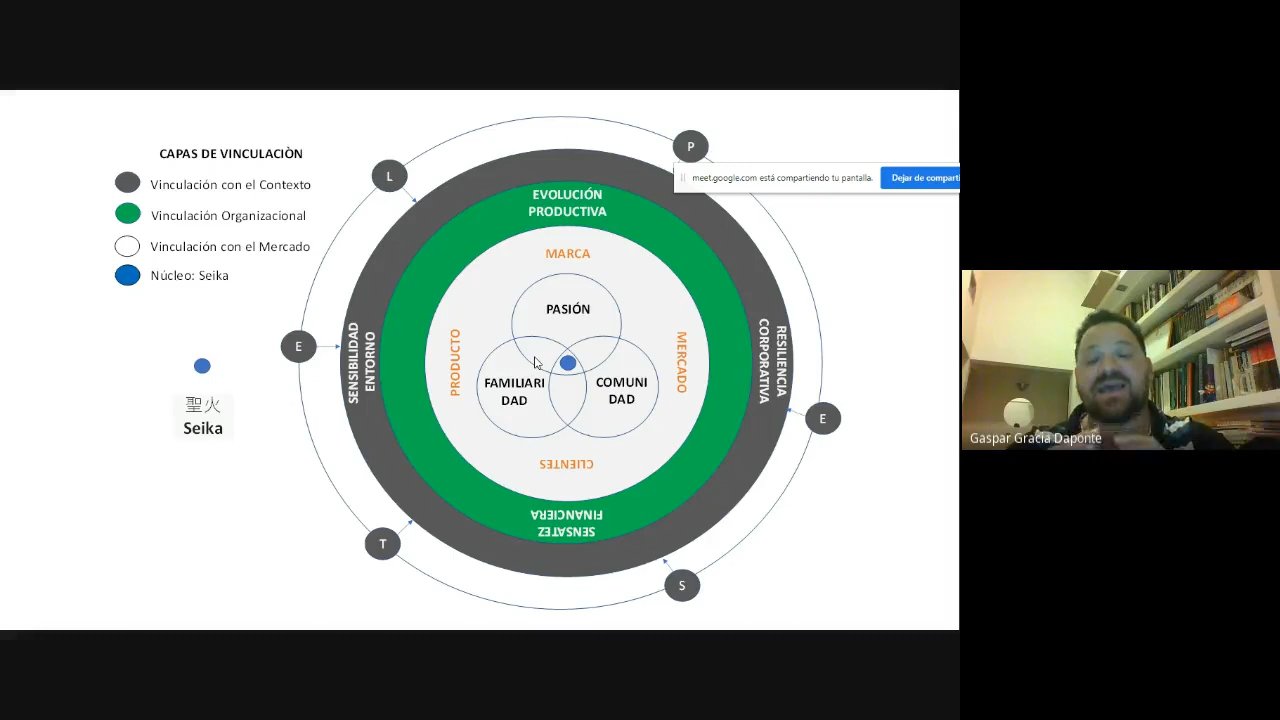 CAPAS DE VINCULACIÒN
Vinculación con el Contexto
Vinculación Organizacional
Vinculación con el Mercado
Núcleo: Seika
聖火
Seika
P
L
E
T
S
E
meet.google.com está compartiendo tu pantalla.
Dejar de comparti
EVOLUCIÓN
PRODUCTIVA
MARCA
PASIÓN
SENSIBILIDAD
ENTORNO
PRODUCTO
FAMILIARI
DAD
COMUNI
DAD
MERCADO
RESILIENCIA
CORPORATIVA
CLIENTES
SENSATEZ
FINANCIERA
Gaspar Gracia Daponte